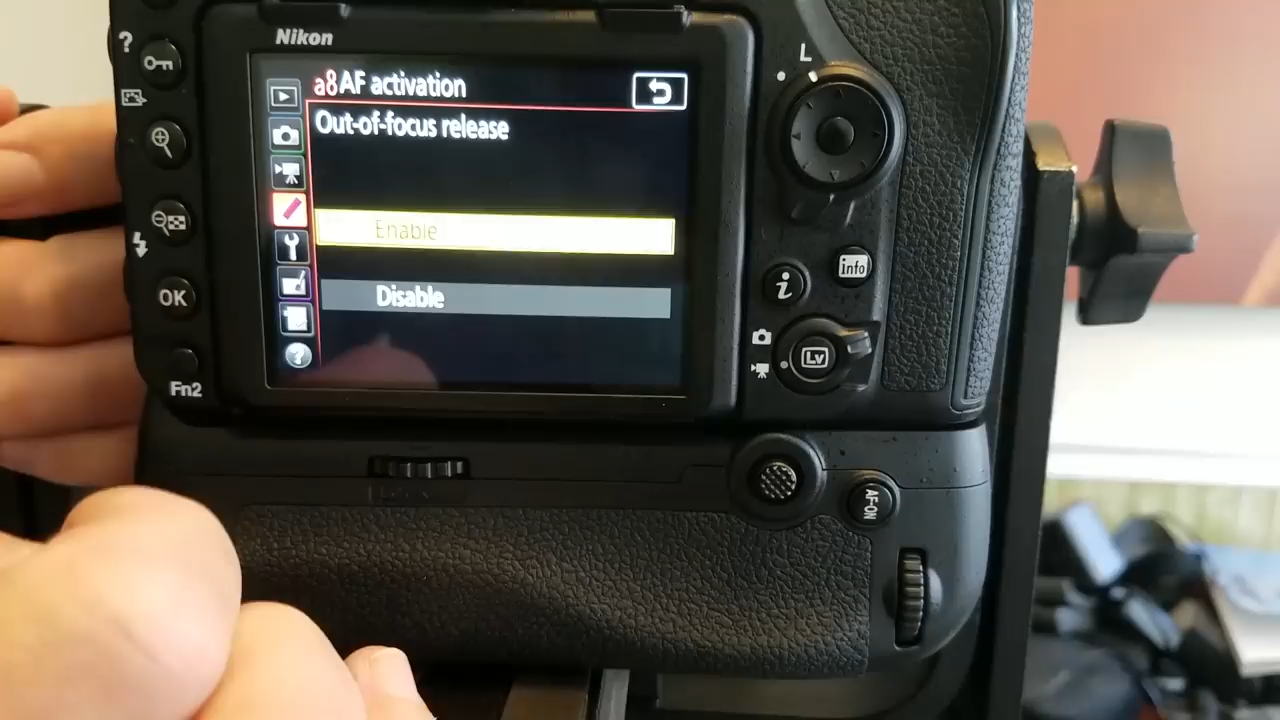 Nikon
?
a8AF activation
Out-of-focus release
Enable
Disable
?
OK
Fn2
L
i
info
Lv
AF-ON